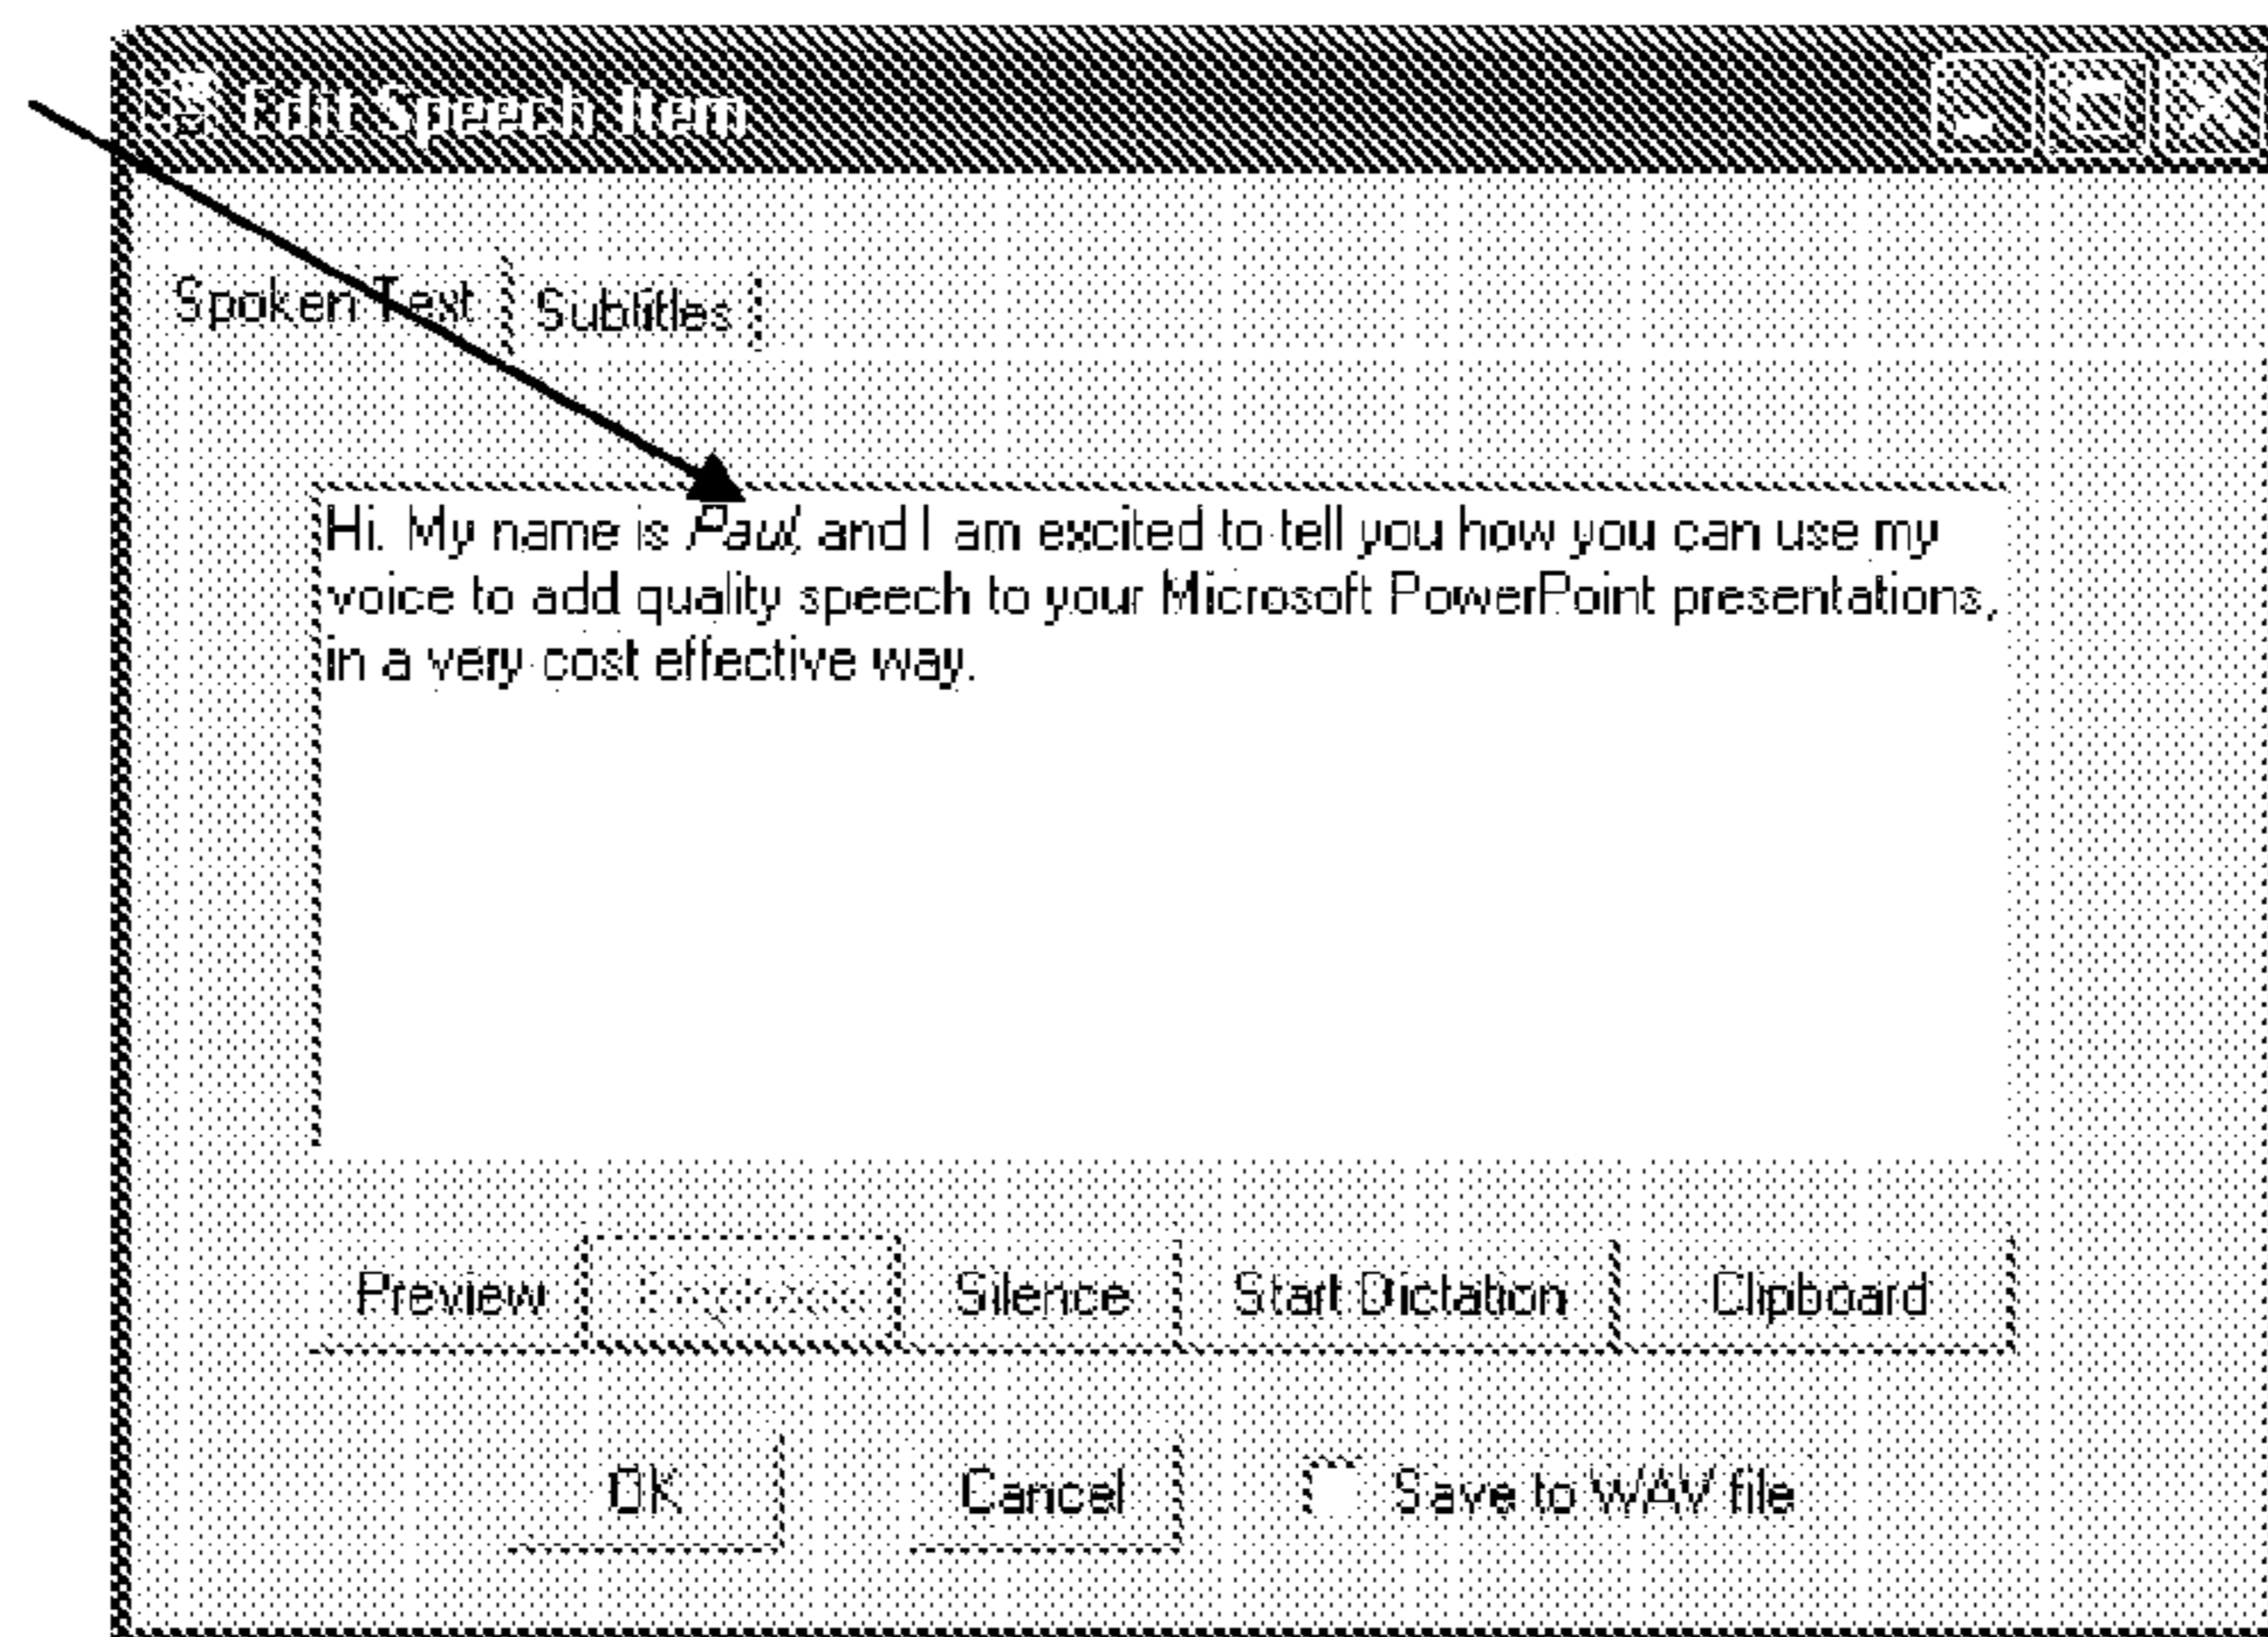 Edit Speech Item
Spoken Text Subtitles
Hi. My name is Paul, and I am excited to tell you how you can use my
voice to add quality speech to your Microsoft PowerPoint presentations,
in a very cost effective way.
Preview Silence Start Dictation Clipboard
OK Cancel Save to WAV file